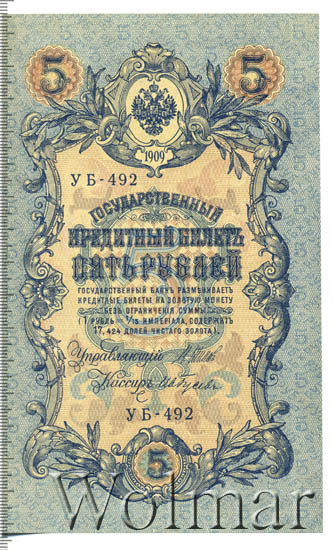 5 5
1909
УБ-492
ГОСУДАРСТВЕННЫЙ
КРЕДИТНЫЙ БИЛЕТЪ
ПЯТЬ РУБЛЕЙ
ГОСУДАРСТВЕННЫЙ БАНКЪ РАЗМѢНИВАЕТЪ
КРЕДИТНЫЕ БИЛЕТЫ НА ЗОЛОТУЮ МОНЕТУ
БЕЗЪ ОГРАНИЧЕНІЯ СУММЫ
(1 РУБЛЬ = 1/15 ИМПЕРІАЛА, СОДЕРЖИТЪ
17,424 ДОЛЕЙ ЧИСТАГО ЗОЛОТА).
Управляющій
Кассиръ
УБ-492
5
Wolmar